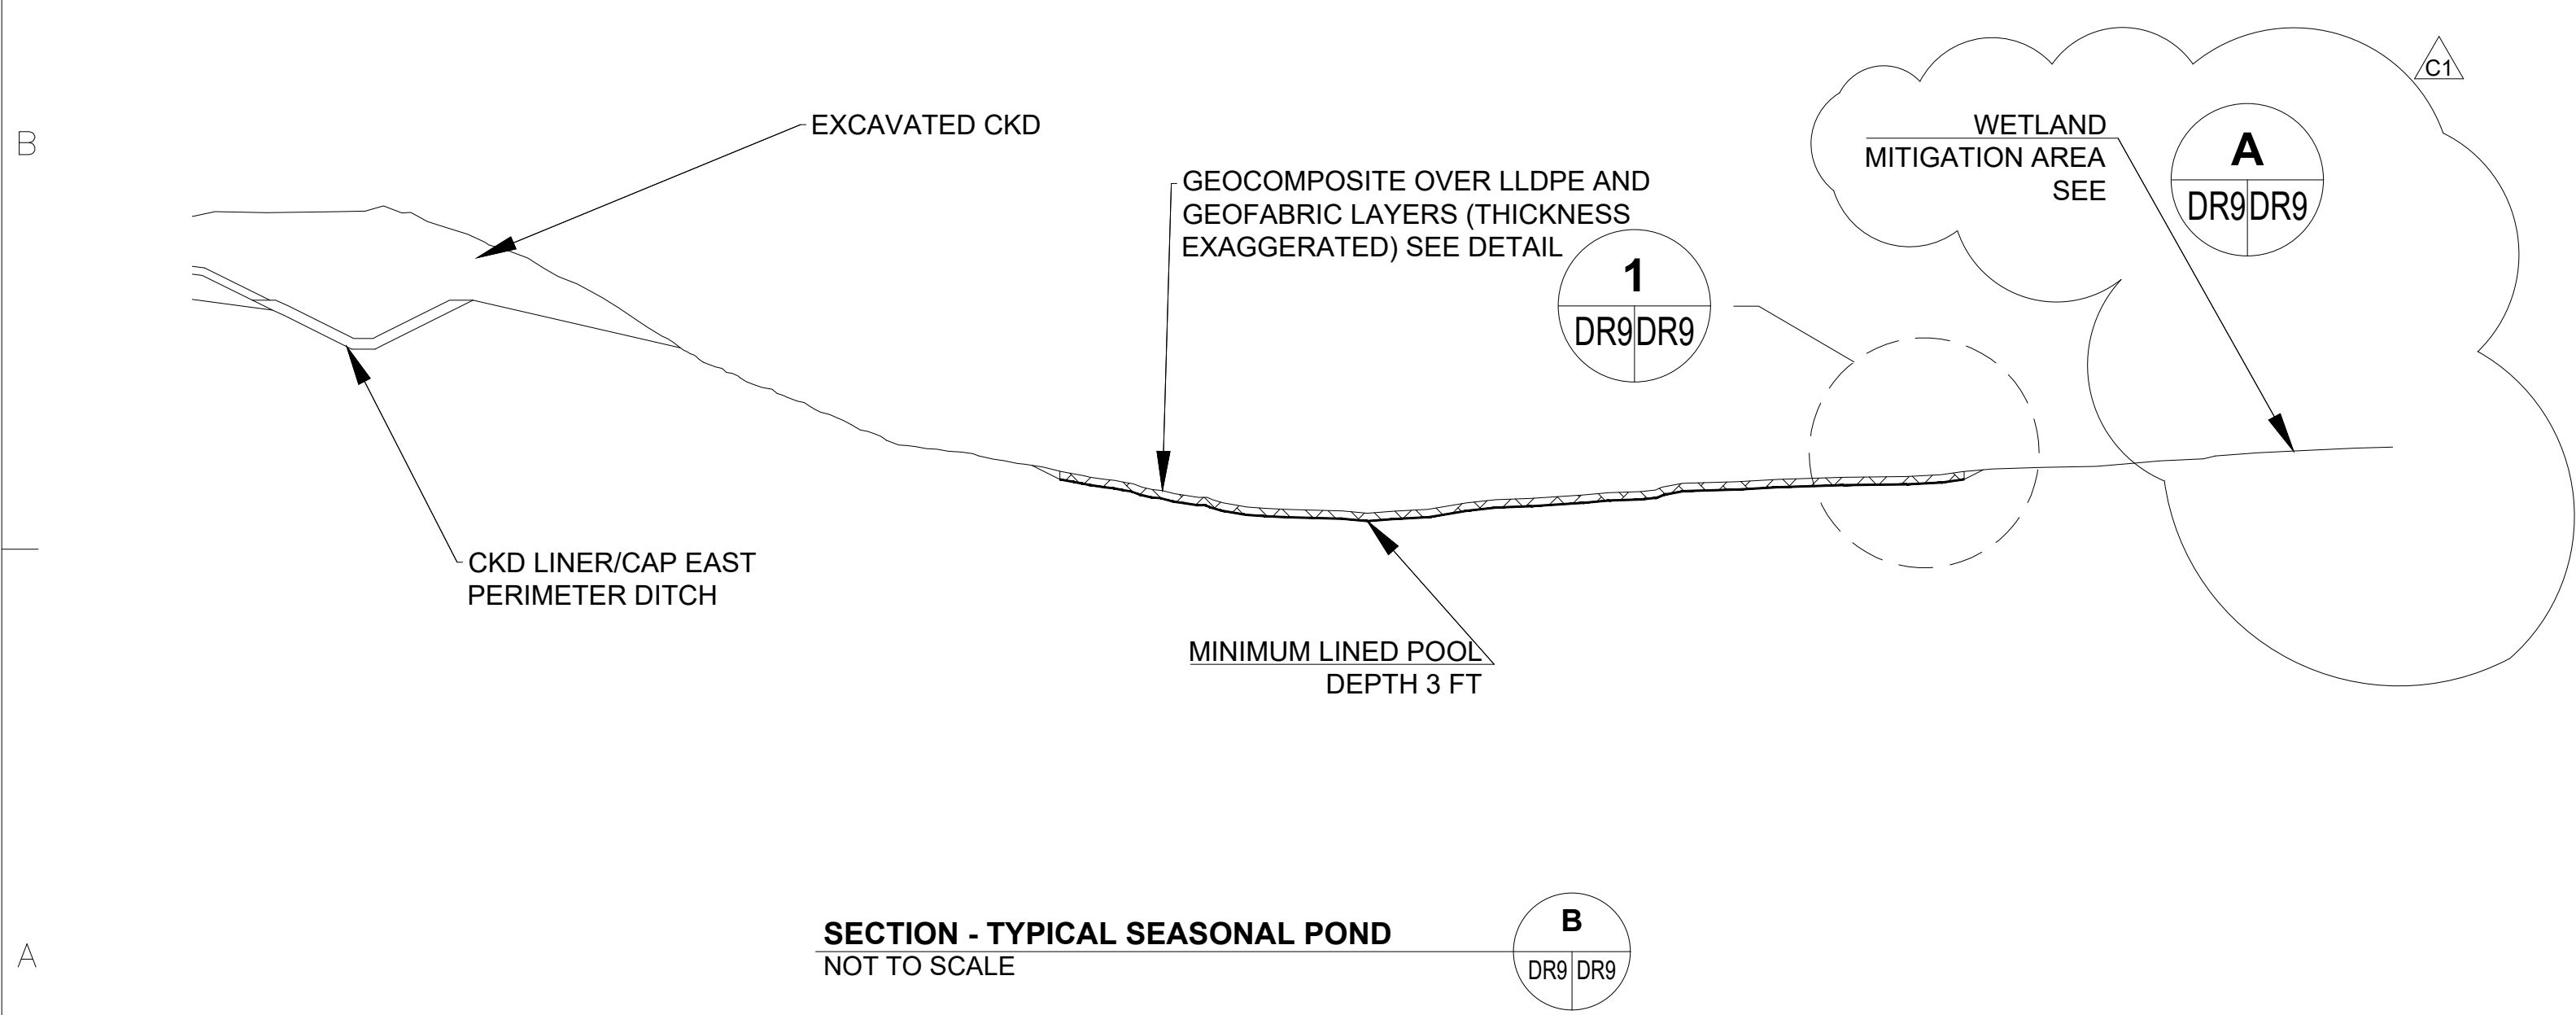 C1
B
EXCAVATED CKD
WETLAND
MITIGATION AREA
SEE
A
DR9 DR9
GEOCOMPOSITE OVER LLDPE AND
GEOFABRIC LAYERS (THICKNESS
EXAGGERATED) SEE DETAIL
1
DR9 DR9
CKD LINER/CAP EAST
PERIMETER DITCH
MINIMUM LINED POOL
DEPTH 3 FT
A
SECTION - TYPICAL SEASONAL POND
NOT TO SCALE
B
DR9 DR9